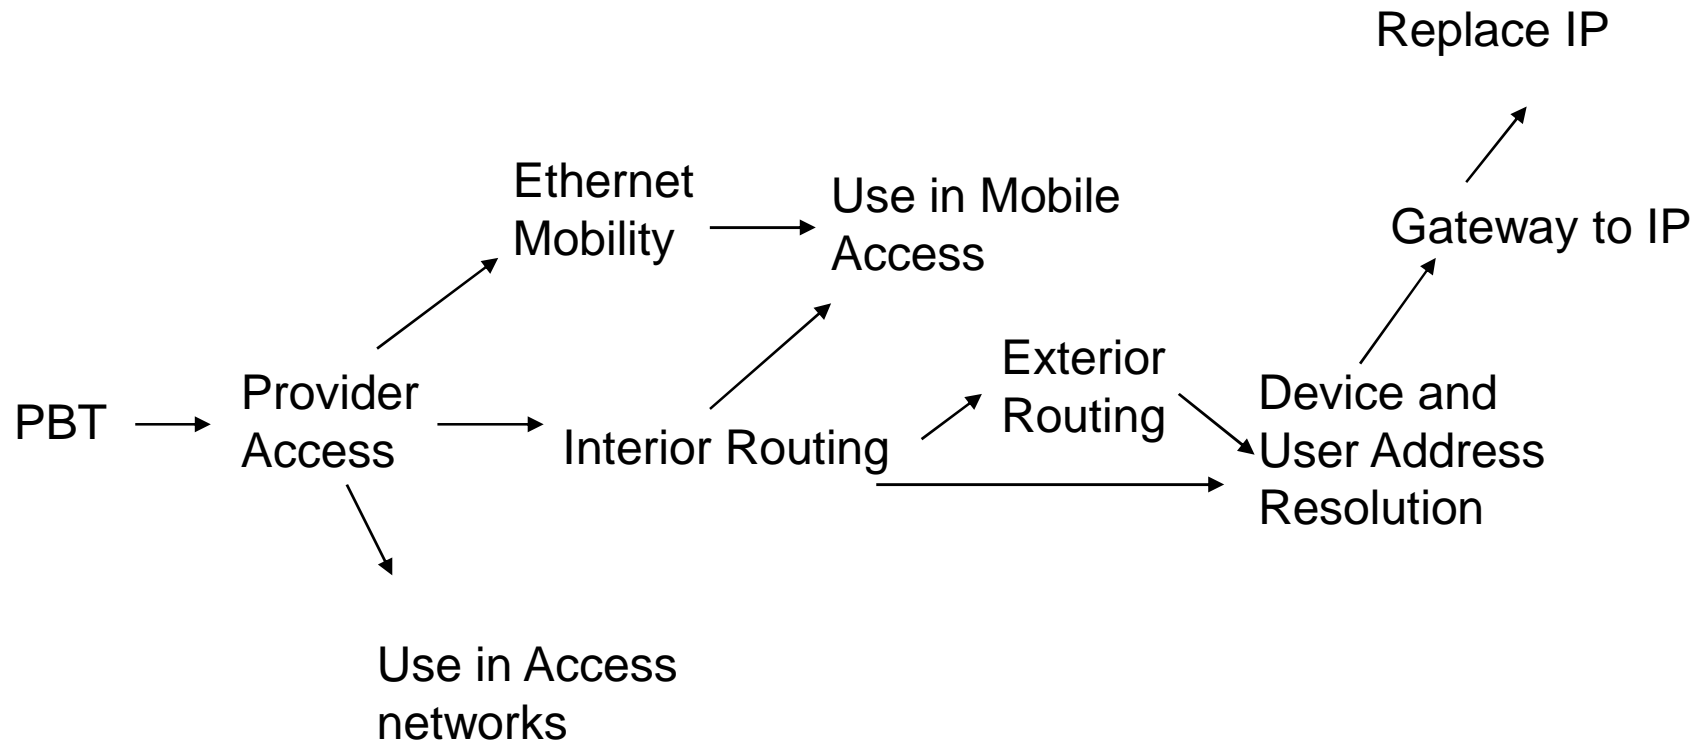 Replace IP
Ethernet
Mobility
Use in Mobile
Access
Gateway to IP
PBT
Provider
Access
Interior Routing
Exterior
Routing
Device and
User Address
Resolution
Use in Access
networks